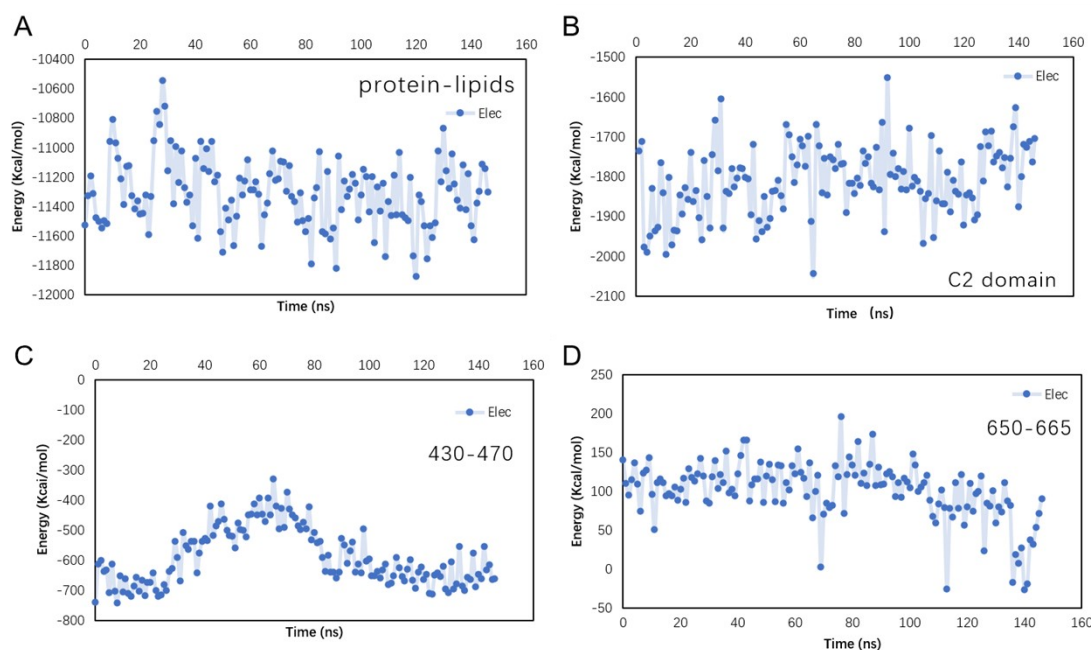 A
0 20 40 60 80 100 120 140 160
-10400
-10600
-10800
-11000
-11200
-11400
-11600
-11800
-12000
Energy (Kcal/mol)
protein-lipids
Elec
Time (ns)
B
0 20 40 60 80 100 120 140 160
-1500
-1600
-1700
-1800
-1900
-2000
-2100
Energy (Kcal/mol)
Elec
C2 domain
Time (ns)
C
0 20 40 60 80 100 120 140 160
0
-100
-200
-300
-400
-500
-600
-700
-800
Energy (Kcai/mol)
Elec
430-470
Time (ns)
D
250
200
150
100
50
0
-50
Energy (Kcal/mol)
Elec
650-665
0 20 40 60 80 100 120 140 160
Time (ns)